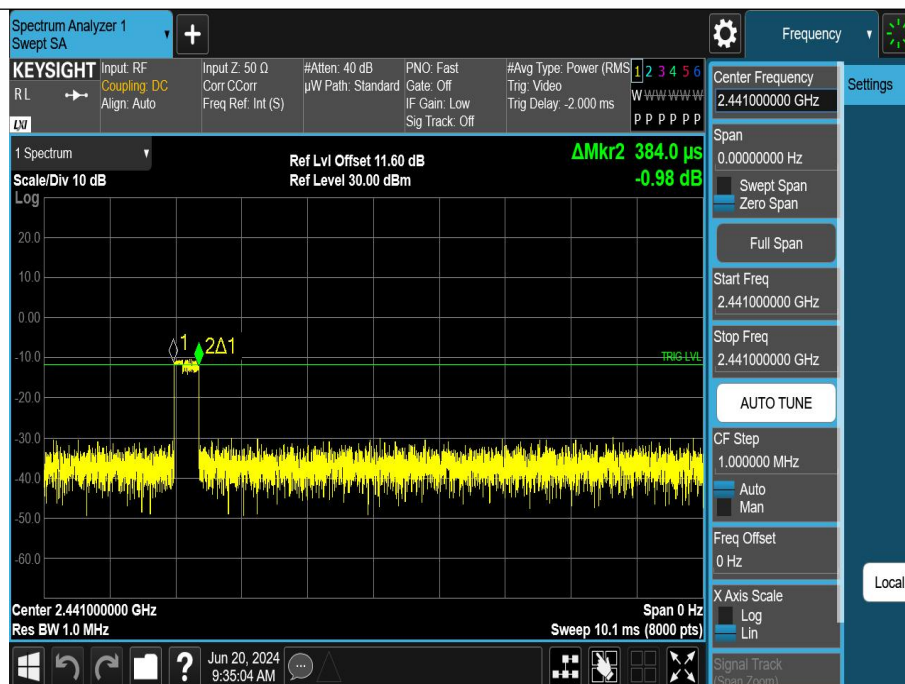 Spectrum Analyzer 1
Swept SA
+
Frequency
KEYSIGHT
RL
LXI
Input: RF
Coupling: DC
Align: Auto
Input Z: 50 Ω
Corr CCorr
Freq Ref: Int (S)
#Atten: 40 dB
µW Path: Standard
PNO: Fast
Gate: Off
IF Gain: Low
Sig Track: Off
#Avg Type: Power (RMS
Trig: Video
Trig Delay: -2.000 ms
1 2 3 4 5 6
W W W W W W
P P P P P P
1 Spectrum
Scale/Div 10 dB
Log
Ref Lvl Offset 11.60 dB
Ref Level 30.00 dBm
ΔMkr2 384.0 µs
-0.98 dB
20.0
10.0
0.00
-10.0
-20.0
-30.0
-40.0
-50.0
-60.0
1
2Δ1
TRIG LVL
Center 2.441000000 GHz
Res BW 1.0 MHz
Span 0 Hz
Sweep 10.1 ms (8000 pts)
Center Frequency
2.441000000 GHz
Span
0.00000000 Hz
Swept Span
Zero Span
Full Span
Start Freq
2.441000000 GHz
Stop Freq
2.441000000 GHz
AUTO TUNE
CF Step
1.000000 MHz
Auto
Man
Freq Offset
0 Hz
X Axis Scale
Log
Lin
Signal Track
(Span Zoom)
Settings
Local
?
Jun 20, 2024
9:35:04 AM